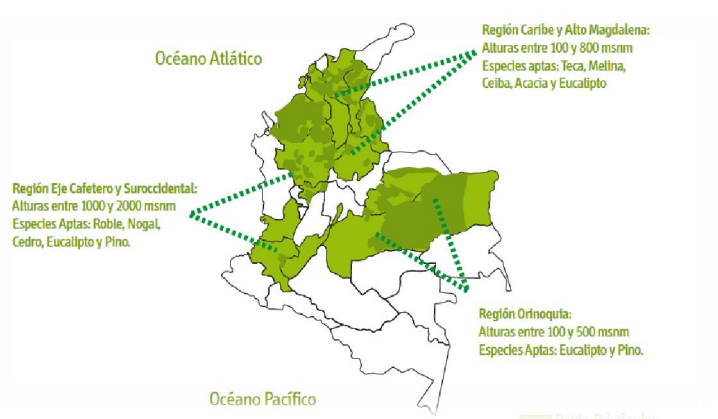 Región Caribe y Alto Magdalena:
Alturas entre 100 y 800 msnm
Especies aptas: Teca, Melina,
Ceiba, Acacia y Eucalipto
Océano Atlático
Región Eje Cafetero y Suroccidental:
Alturas entre 1000 y 2000 msnm
Especies Aptas: Roble, Nogal,
Cedro, Eucalipto y Pino.
Región Orinoquia:
Alturas entre 100 y 500 msnm
Especies Aptas: Eucalipto y Pino.
Océano Pacífico